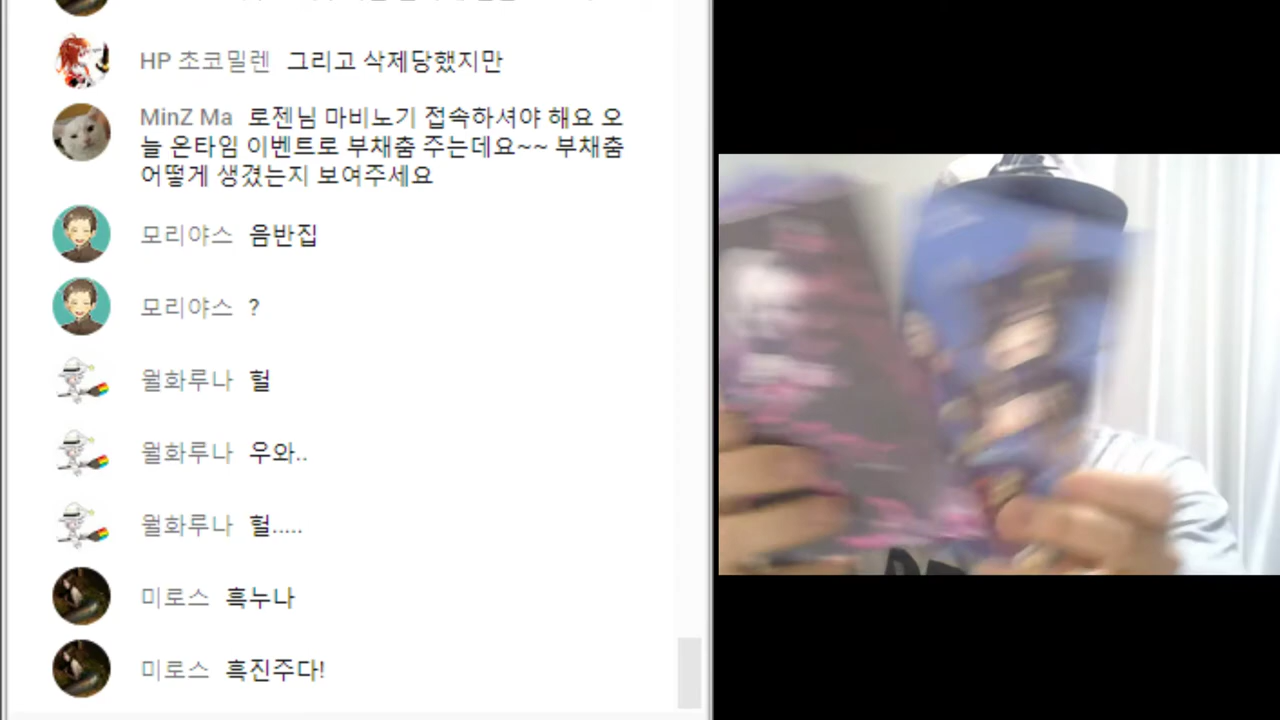 HP 초코밀렌 그리고 삭제당했지만
MinZ Ma 로젠님 마비노기 접속하셔야 해요 오
늘 온타임 이벤트로 부채춤 주는데요~~ 부채춤
어떻게 생겼는지 보여주세요
모리야스 음반집
모리야스 ?
월화루나 헐
월화루나 우와..
월화루나 헐.....
미로스 흑누나
미로스 흑진주다!